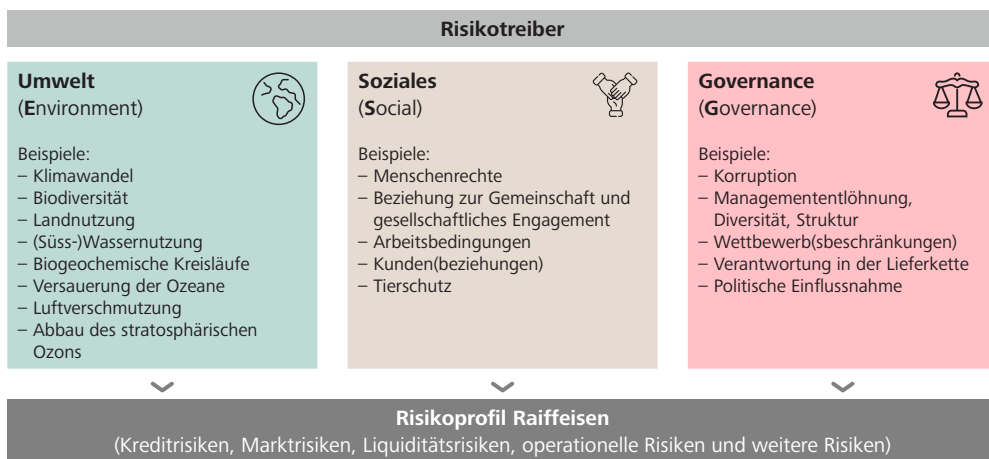 Risikotreiber
Umwelt
(Environment)
Beispiele:
– Klimawandel
– Biodiversität
– Landnutzung
– (Süss-)Wassernutzung
– Biogeochemische Kreisläufe
– Versauerung der Ozeane
– Luftverschmutzung
– Abbau des stratosphärischen
Ozons
Soziales
(Social)
Beispiele:
– Menschenrechte
– Beziehung zur Gemeinschaft und
gesellschaftliches Engagement
– Arbeitsbedingungen
– Kunden(beziehungen)
– Tierschutz
Governance
(Governance)
Beispiele:
– Korruption
– Managemententlöhnung,
Diversität, Struktur
– Wettbewerb(sbeschränkungen)
– Verantwortung in der Lieferkette
– Politische Einflussnahme
Risikoprofil Raiffeisen
(Kreditrisiken, Marktrisiken, Liquiditätsrisiken, operationelle Risiken und weitere Risiken)